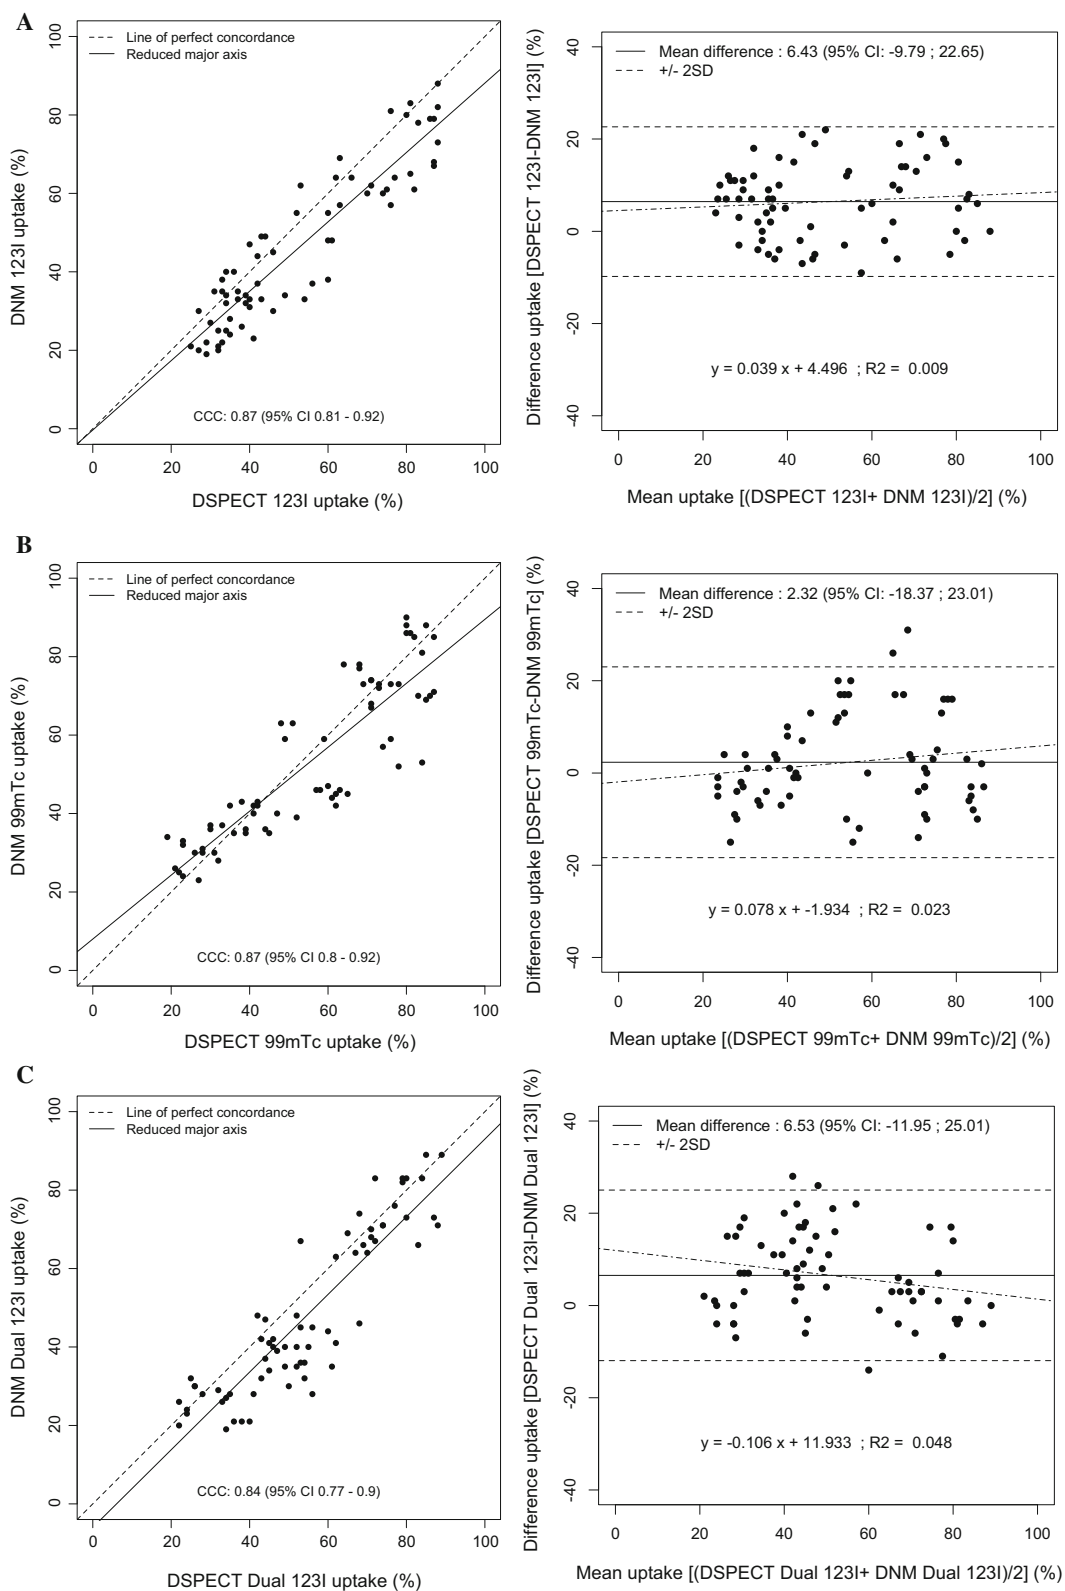 A
Line of perfect concordance
Reduced major axis
DNM 123I uptake (%)
100
80
60
40
20
0
CCC: 0.87 (95% CI 0.81 - 0.92)
0 20 40 60 80 100
DSPECT 123I uptake (%)
Difference uptake [DSPECT 123I-DNM 123I] (%)
Mean difference : 6.43 (95% CI: -9.79 ; 22.65)
+/- 2SD
40
20
0
-20
-40
y = 0.039 x + 4.496 ; R2 = 0.009
0 20 40 60 80 100
Mean uptake [(DSPECT 123I+ DNM 123I)/2] (%)
B
Line of perfect concordance
Reduced major axis
DNM 99mTc uptake (%)
100
80
60
40
20
0
CCC: 0.87 (95% CI 0.8 - 0.92)
0 20 40 60 80 100
DSPECT 99mTc uptake (%)
Difference uptake [DSPECT 99mTc-DNM 99mTc] (%)
Mean difference : 2.32 (95% CI: -18.37 ; 23.01)
+/- 2SD
40
20
0
20
-40
y = 0.078 x + -1.934 ; R2 = 0.023
0 20 40 60 80 100
Mean uptake [(DSPECT 99mTc+ DNM 99mTc)/2] (%)
C
Line of perfect concordance
Reduced major axis
DNM Dual 123I uptake (%)
100
80
60
40
20
0
CCC: 0.84 (95% CI 0.77 - 0.9)
0 20 40 60 80 100
DSPECT Dual 123I uptake (%)
Difference uptake [DSPECT Dual 123I-DNM Dual 123I] (%)
Mean difference : 6.53 (95% CI: -11.95 ; 25.01)
+/- 2SD
40
20
0
-20
-40
y = -0.106 x + 11.933 ; R2 = 0.048
0 20 40 60 80 100
Mean uptake [(DSPECT Dual 123I+ DNM Dual 123I)/2] (%)